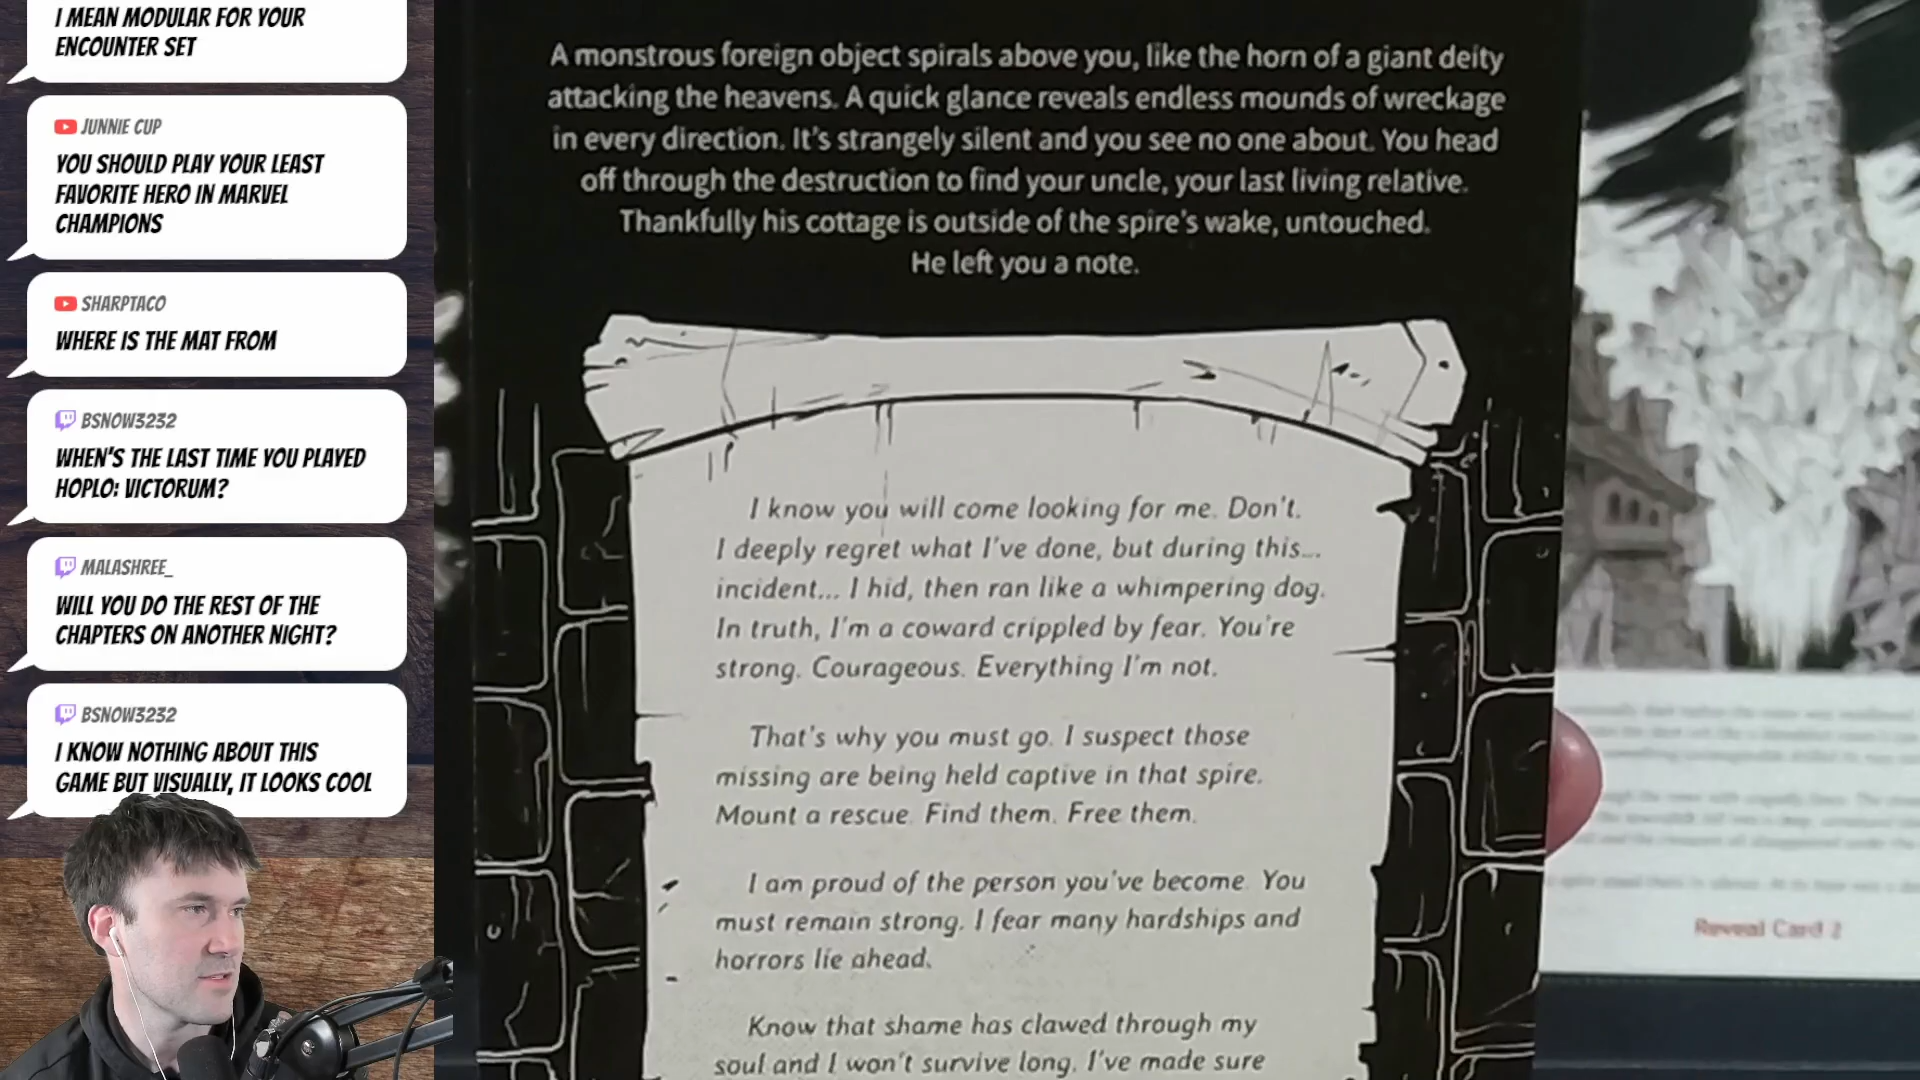 I MEAN MODULAR FOR YOUR
ENCOUNTER SET
JUNNIE CUP
YOU SHOULD PLAY YOUR LEAST
FAVORITE HERO IN MARVEL
CHAMPIONS
SHARPTACO
WHERE IS THE MAT FROM
BSNOW3232
WHEN'S THE LAST TIME YOU PLAYED
HOPLO: VICTORUM?
MALASHREE_
WILL YOU DO THE REST OF THE
CHAPTERS ON ANOTHER NIGHT?
BSNOW3232
I KNOW NOTHING ABOUT THIS
GAME BUT VISUALLY, IT LOOKS COOL
A monstrous foreign object spirals above you, like the horn of a giant deity
attacking the heavens. A quick glance reveals endless mounds of wreckage
in every direction. It's strangely silent and you see no one about. You head
off through the destruction to find your uncle, your last living relative.
Thankfully his cottage is outside of the spire's wake, untouched.
He left you a note.
I know you will come looking for me. Don't.
I deeply regret what I've done, but during this...
incident... I hid, then ran like a whimpering dog.
In truth, I'm a coward crippled by fear. You're
strong. Courageous. Everything I'm not.
That's why you must go. I suspect those
missing are being held captive in that spire.
Mount a rescue. Find them. Free them.
I am proud of the person you've become. You
must remain strong. I fear many hardships and
horrors lie ahead.
Know that shame has clawed through my
soul and I won't survive long. I've made sure
Reveal Card 2